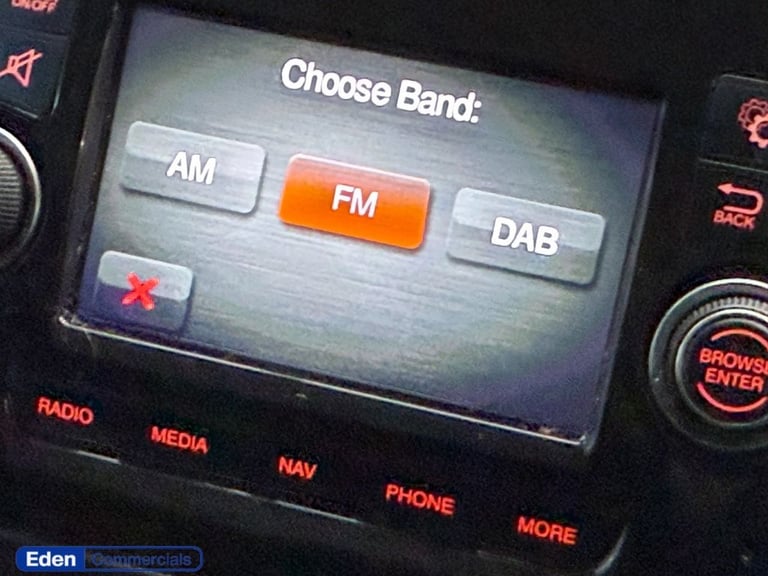 ON/OFF
Choose Band:
AM
FM
DAB
BACK
BROWSE
ENTER
RADIO
MEDIA
NAV
PHONE
MORE
Eden Commercials